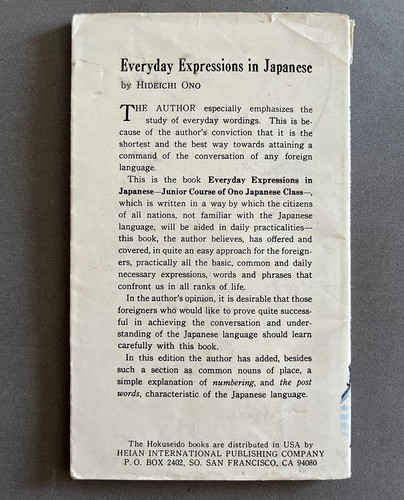 Everyday Expressions in Japanese
by HIDEICHI ONO
THE AUTHOR especially emphasizes the
study of everyday wordings. This is be-
cause of the author's conviction that it is the
shortest and the best way towards attaining a
command of the conversation of any foreign
language.
This is the book Everyday Expressions in
Japanese—Junior Course of Ono Japanese Class—,
which is written in a way by which the citizens
of all nations, not familiar with the Japanese
language, will be aided in daily practicalities—
this book, the author believes, has offered and
covered, in quite an easy approach for the foreign-
ers, practically all the basic, common and daily
necessary expressions, words and phrases that
confront us in all ranks of life.
In the author's opinion, it is desirable that those
foreigners who would like to prove quite success-
ful in achieving the conversation and under-
standing of the Japanese language should learn
carefully with this book.
In this edition the author has added, besides
such a section as common nouns of place, a
simple explanation of numbering, and the post
words, characteristic of the Japanese language.
The Hokuseido books are distributed in USA by
HEIAN INTERNATIONAL PUBLISHING COMPANY
P. O. BOX 2402, SO. SAN FRANCISCO, CA 94080